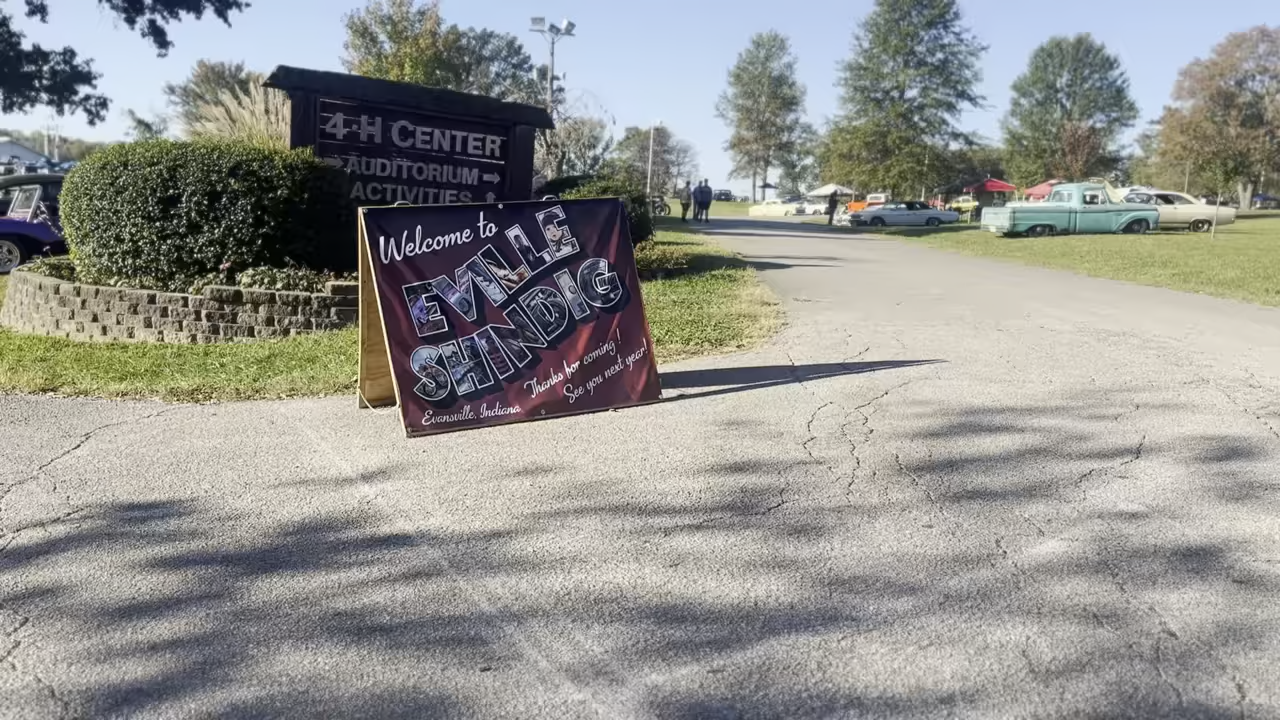 4-H CENTER
AUDITORIUM →
ACTIVITIES ↑
Welcome to
EVILLE
SHINDIG
Thanks for coming!
See you next year!
Evansville, Indiana